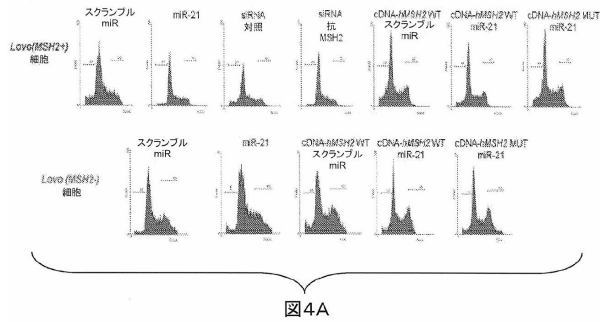 スクランブル
miR
miR-21
siRNA
対照
siRNA
抗
MSH2
cDNA-hMSH2 WT
スクランブル
miR
cDNA-hMSH2 WT
miR-21
cDNA-hMSH2 MUT
miR-21
Lovo(MSH2+)
細胞
スクランブル
miR
miR-21
cDNA-hMSH2 WT
スクランブル
miR
cDNA-hMSH2 WT
miR-21
cDNA-hMSH2 MUT
miR-21
Lovo (MSH2-)
細胞
図4A